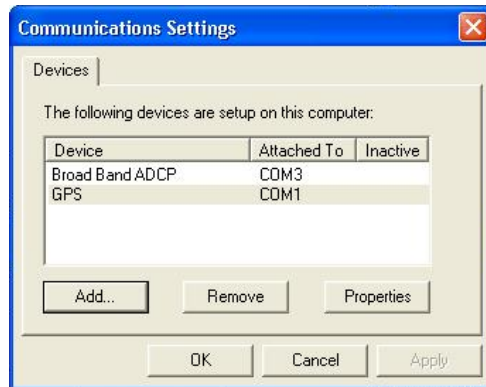 Communications Settings
Devices
The following devices are setup on this computer:
Device Attached To Inactive
Broad Band ADCP COM3
GPS COM1
Add... Remove Properties
OK Cancel Apply